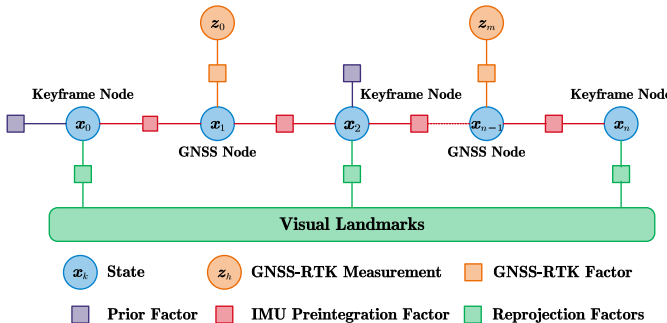 z₀ zₘ
Keyframe Node Keyframe Node Keyframe Node
x₀ x₁ x₂ xₙ₋₁ xₙ
GNSS Node GNSS Node
Visual Landmarks
xₖ State zₕ GNSS-RTK Measurement GNSS-RTK Factor
Prior Factor IMU Preintegration Factor Reprojection Factors